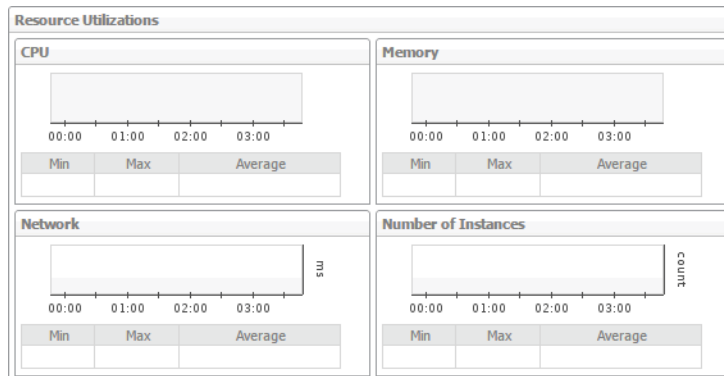 Resource Utilizations
CPU
00:00 01:00 02:00 03:00
Min Max Average
Memory
00:00 01:00 02:00 03:00
Min Max Average
Network
ms
00:00 01:00 02:00 03:00
Min Max Average
Number of Instances
count
00:00 01:00 02:00 03:00
Min Max Average